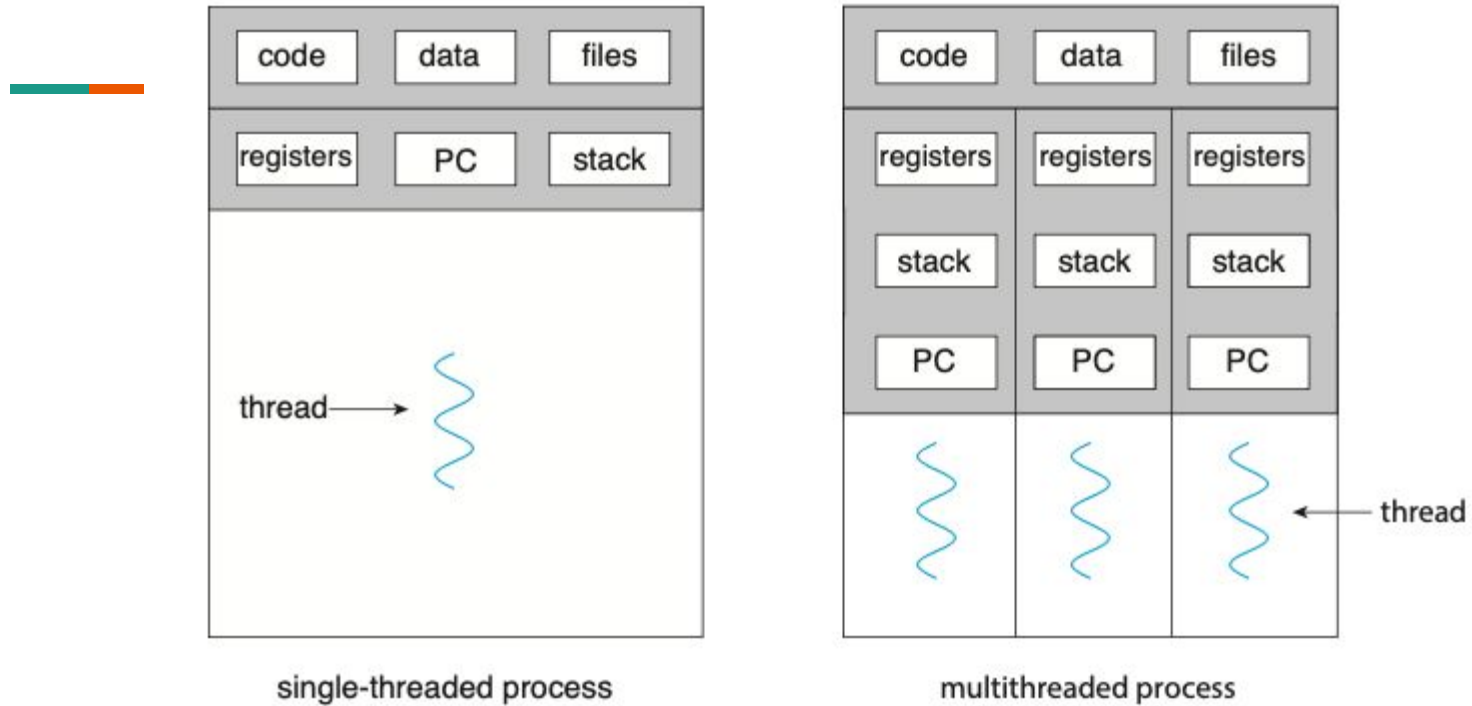 code data files
registers PC stack
thread
single-threaded process
code data files
registers registers registers
stack stack stack
PC PC PC
thread
multithreaded process